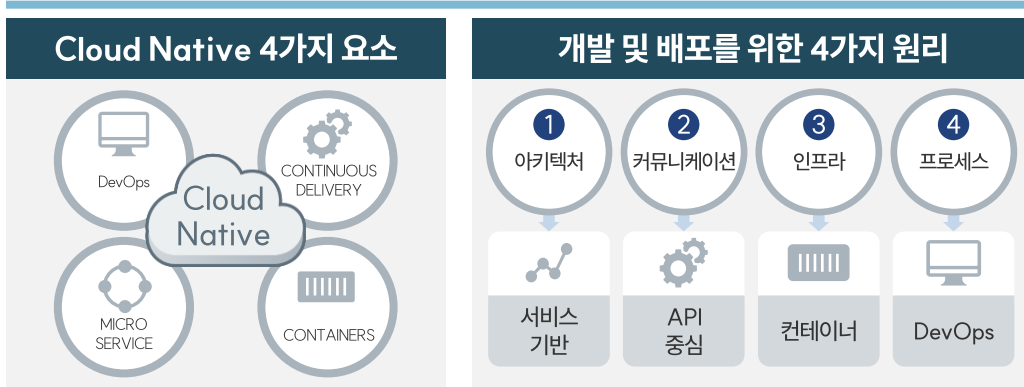 Cloud Native 4가지 요소
DevOps
CONTINUOUS
DELIVERY
Cloud
Native
MICRO
SERVICE
CONTAINERS
개발 및 배포를 위한 4가지 원리
1
아키텍처
2
커뮤니케이션
3
인프라
4
프로세스
서비스
기반
API
중심
컨테이너
DevOps